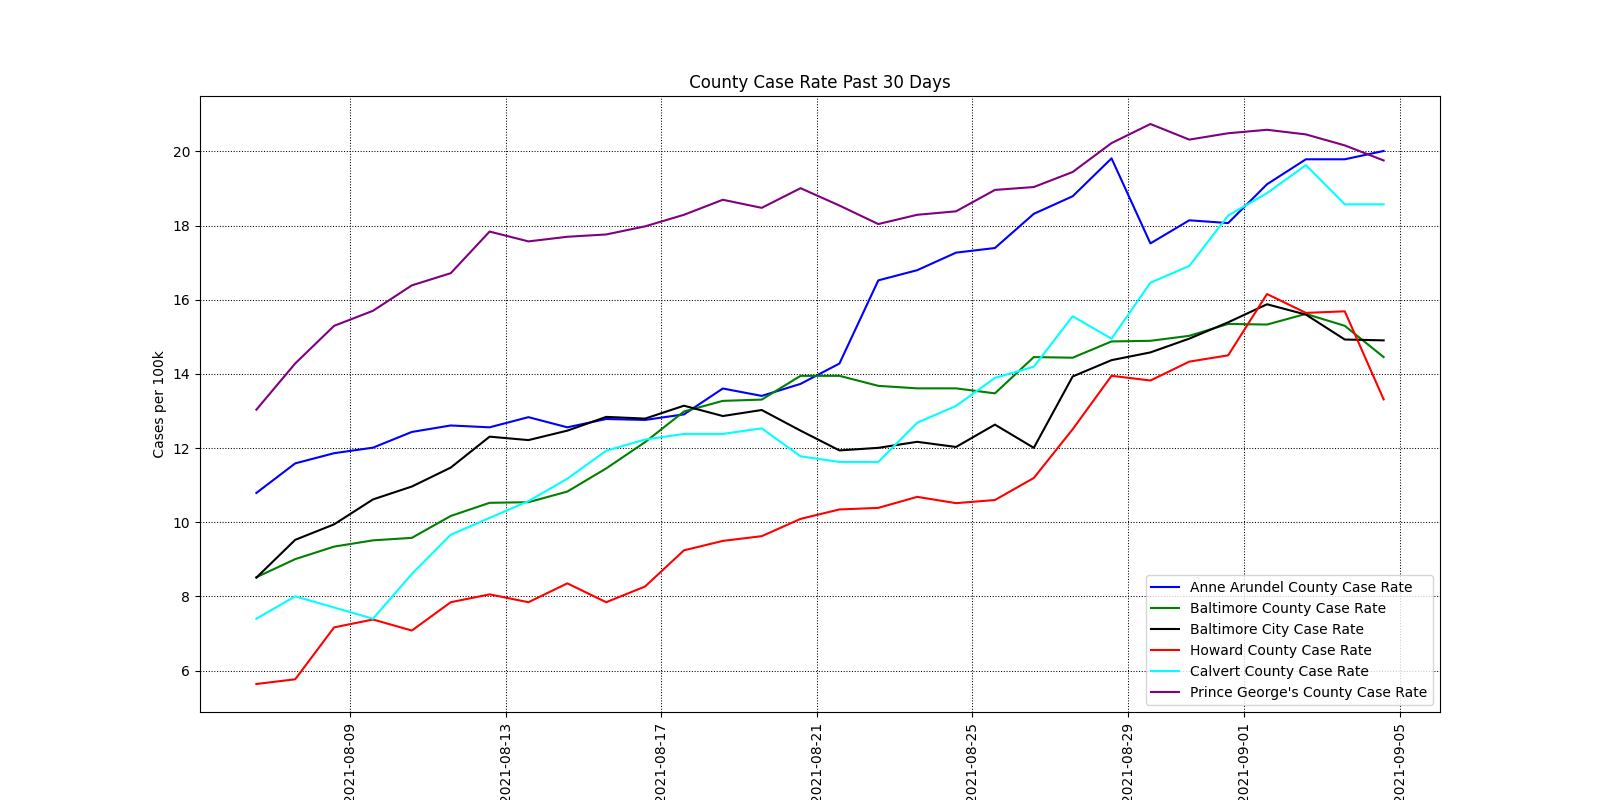 County Case Rate Past 30 Days
Cases per 100k
20
18
16
14
12
10
8
6
2021-08-09
2021-08-13
2021-08-17
2021-08-21
2021-08-25
2021-08-29
2021-09-01
2021-09-05
Anne Arundel County Case Rate
Baltimore County Case Rate
Baltimore City Case Rate
Howard County Case Rate
Calvert County Case Rate
Prince George's County Case Rate